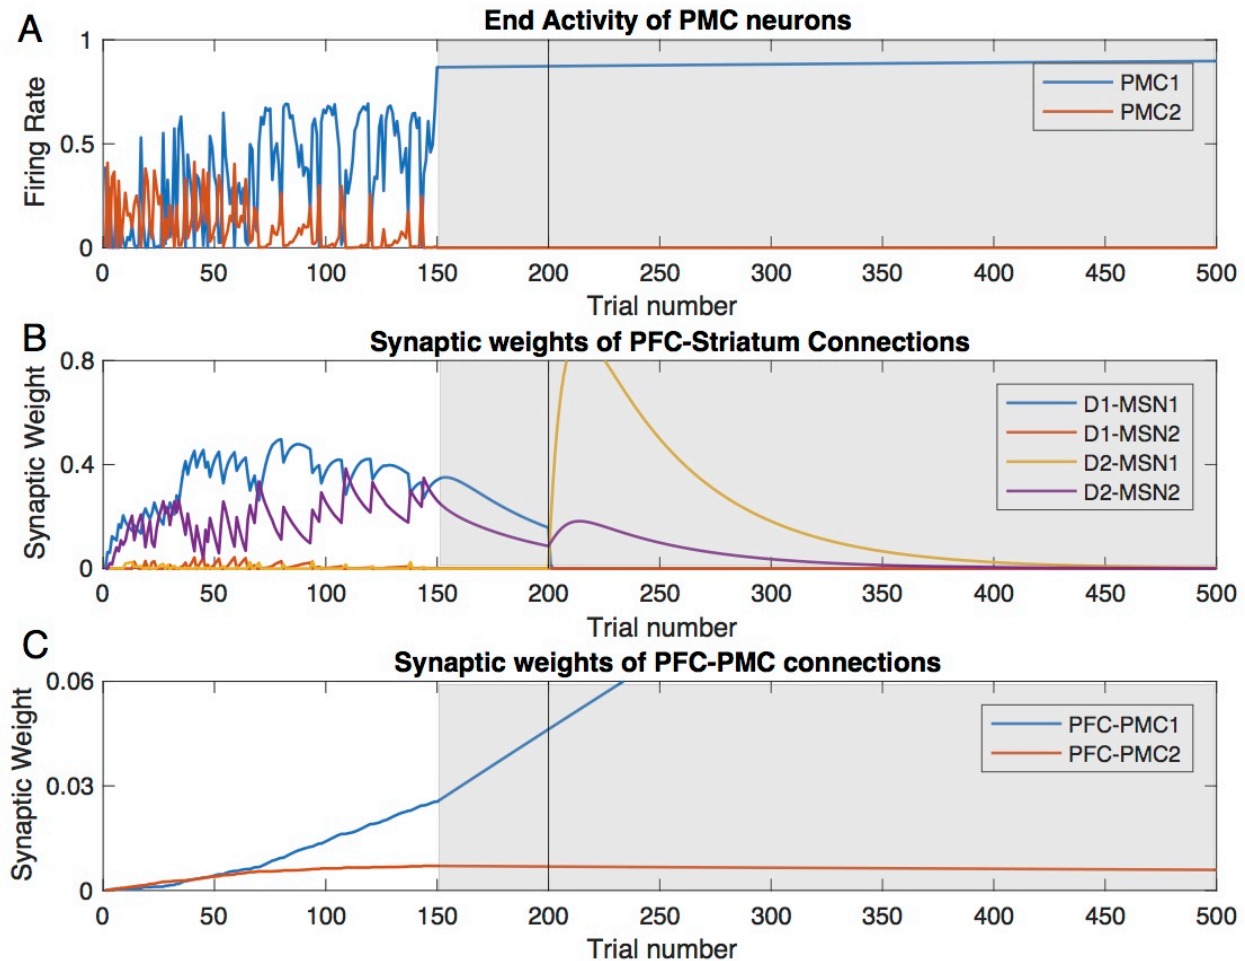 A
End Activity of PMC neurons
1
0.5
0
Firing Rate
PMC1
PMC2
0 50 100 150 200 250 300 350 400 450 500
Trial number
B
Synaptic weights of PFC-Striatum Connections
0.8
0.4
0
Synaptic Weight
D1-MSN1
D1-MSN2
D2-MSN1
D2-MSN2
0 50 100 150 200 250 300 350 400 450 500
Trial number
C
Synaptic weights of PFC-PMC connections
0.06
0.03
0
Synaptic Weight
PFC-PMC1
PFC-PMC2
0 50 100 150 200 250 300 350 400 450 500
Trial number